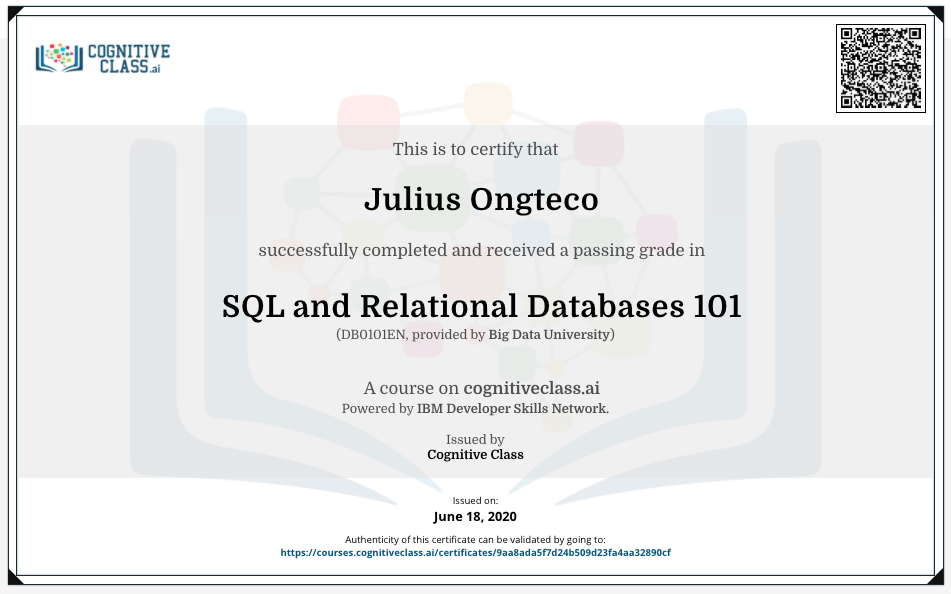 COGNITIVE
CLASS.ai
This is to certify that
Julius Ongteco
successfully completed and received a passing grade in
SQL and Relational Databases 101
(DB0101EN, provided by Big Data University)
A course on cognitiveclass.ai
Powered by IBM Developer Skills Network.
Issued by
Cognitive Class
Issued on:
June 18, 2020
Authenticity of this certificate can be validated by going to:
https://courses.cognitiveclass.ai/certificates/9aa8ada5f7d24b509d23fa4aa32890cf